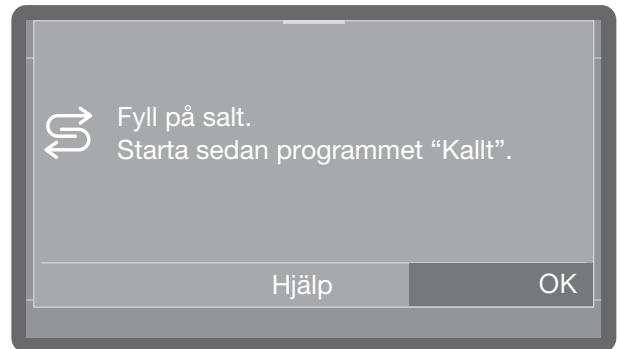 Fyll på salt.
Starta sedan programmet “Kallt”.
Hjälp OK